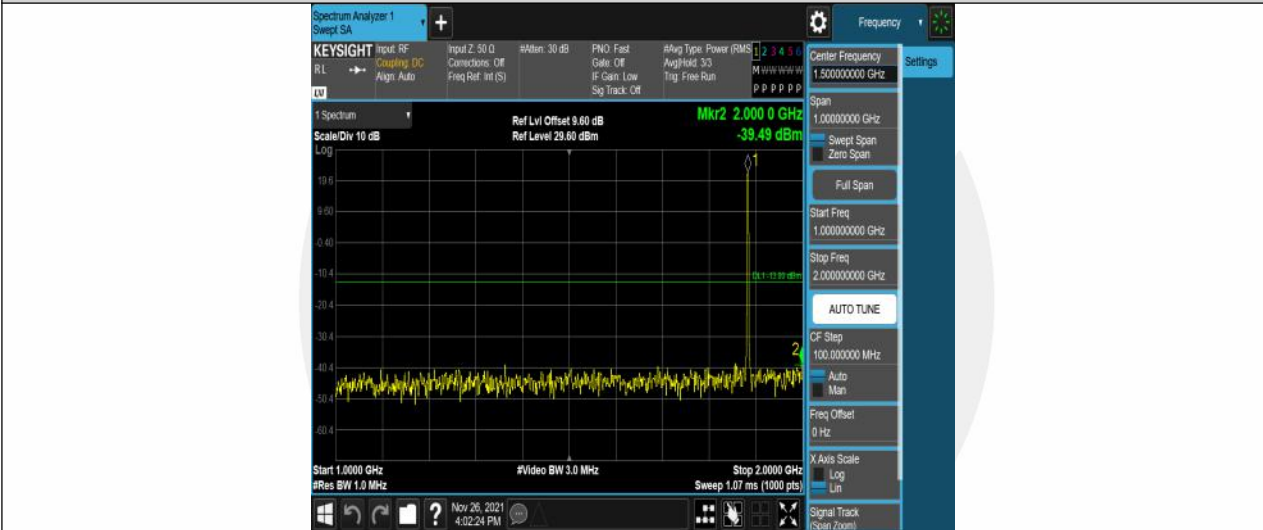 Spectrum Analyzer 1
Swept SA
+
Frequency
KEYSIGHT
RL
LV
Input: RF
Coupling: DC
Align: Auto
Input Z: 50 Ω
Corrections: Off
Freq Ref: Int (S)
#Atten: 30 dB
PNO: Fast
Gate: Off
IF Gain: Low
Sig Track: Off
#Avg Type: Power (RMS
Avg|Hold: 3/3
Trig: Free Run
1 2 3 4 5 6
M W W W W W
P P P P P P
1 Spectrum
Scale/Div 10 dB
Log
Ref Lvl Offset 9.60 dB
Ref Level 29.60 dBm
Mkr2 2.000 0 GHz
-39.49 dBm
1
19.6
9.60
-0.40
-10.4
DL1 -13.00 dBm
-20.4
-30.4
2
-40.4
-50.4
-60.4
Start 1.0000 GHz
#Video BW 3.0 MHz
Stop 2.0000 GHz
#Res BW 1.0 MHz
Sweep 1.07 ms (1000 pts)
?
Nov 26, 2021
4:02:24 PM
Center Frequency
1.500000000 GHz
Settings
Span
1.00000000 GHz
Swept Span
Zero Span
Full Span
Start Freq
1.000000000 GHz
Stop Freq
2.000000000 GHz
AUTO TUNE
CF Step
100.000000 MHz
Auto
Man
Freq Offset
0 Hz
X Axis Scale
Log
Lin
Signal Track
(Span Zoom)